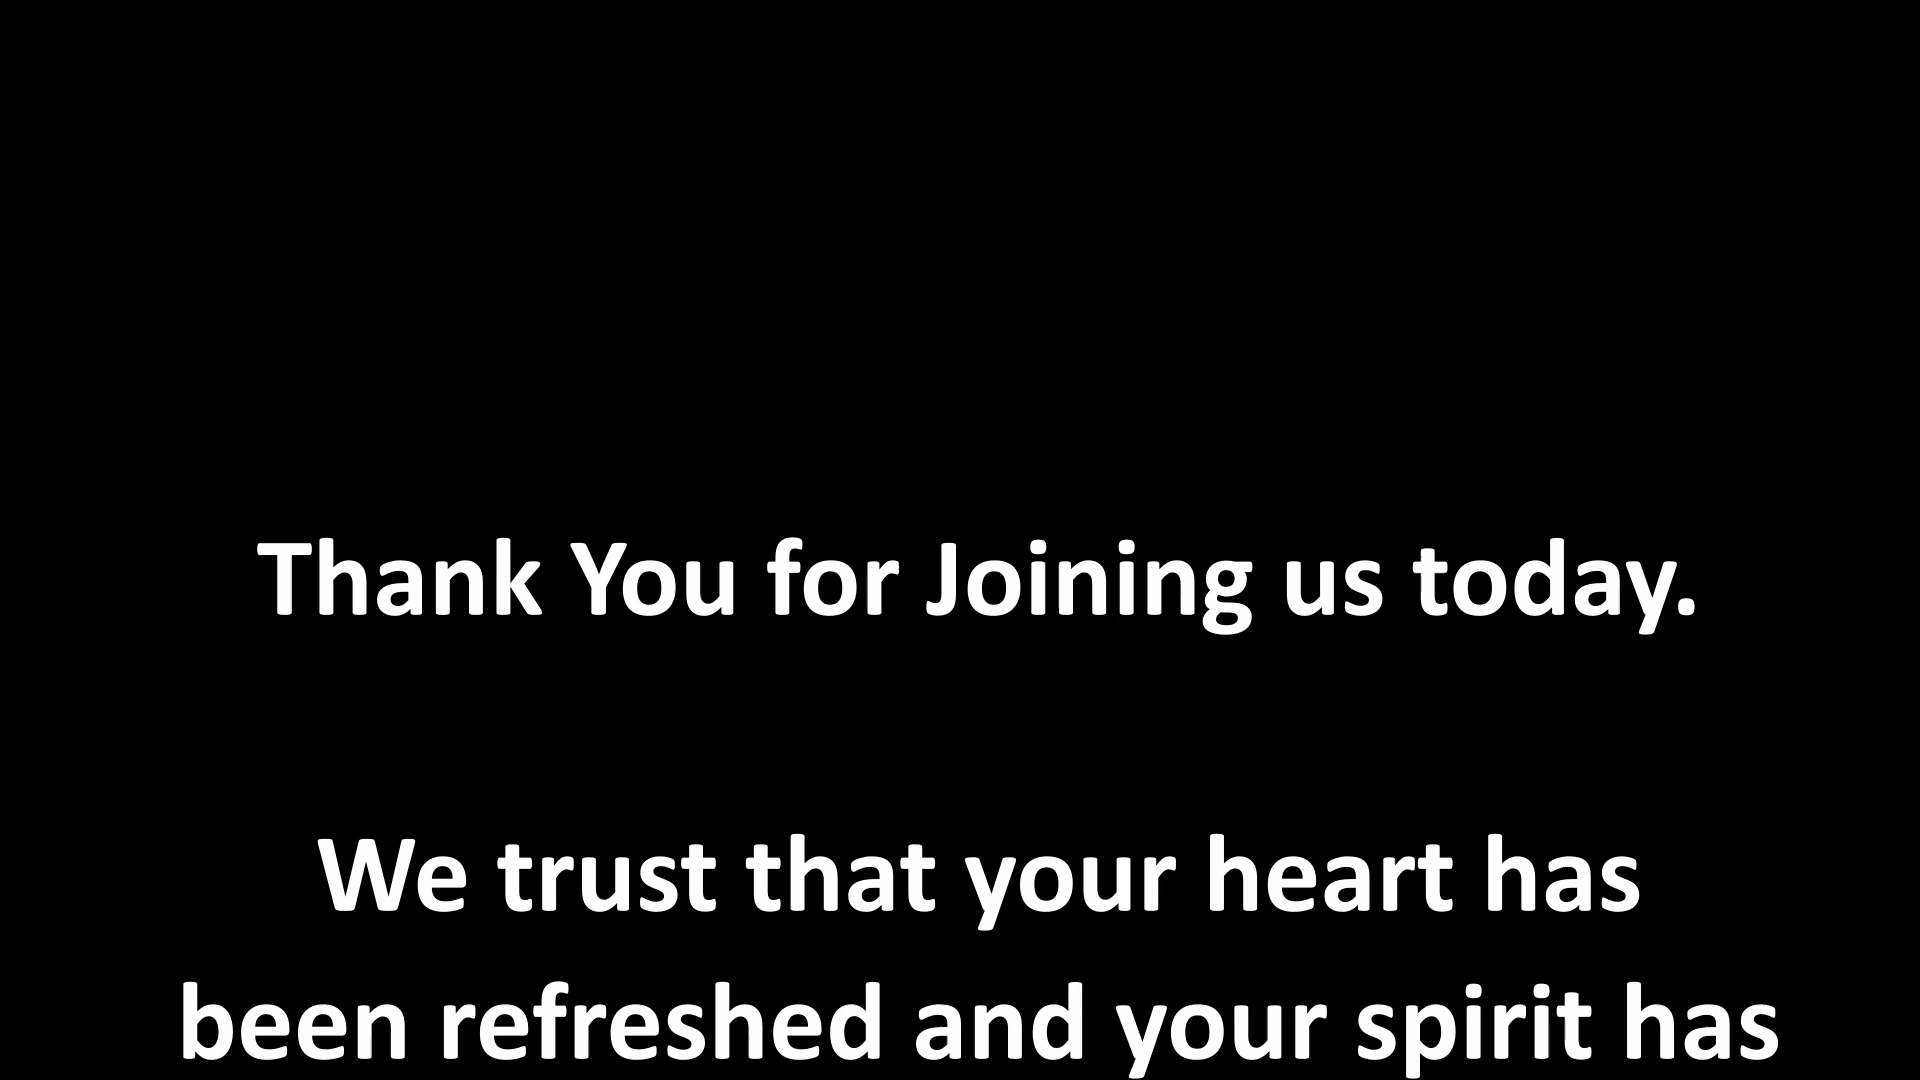 Thank You for Joining us today.
We trust that your heart has
been refreshed and your spirit has